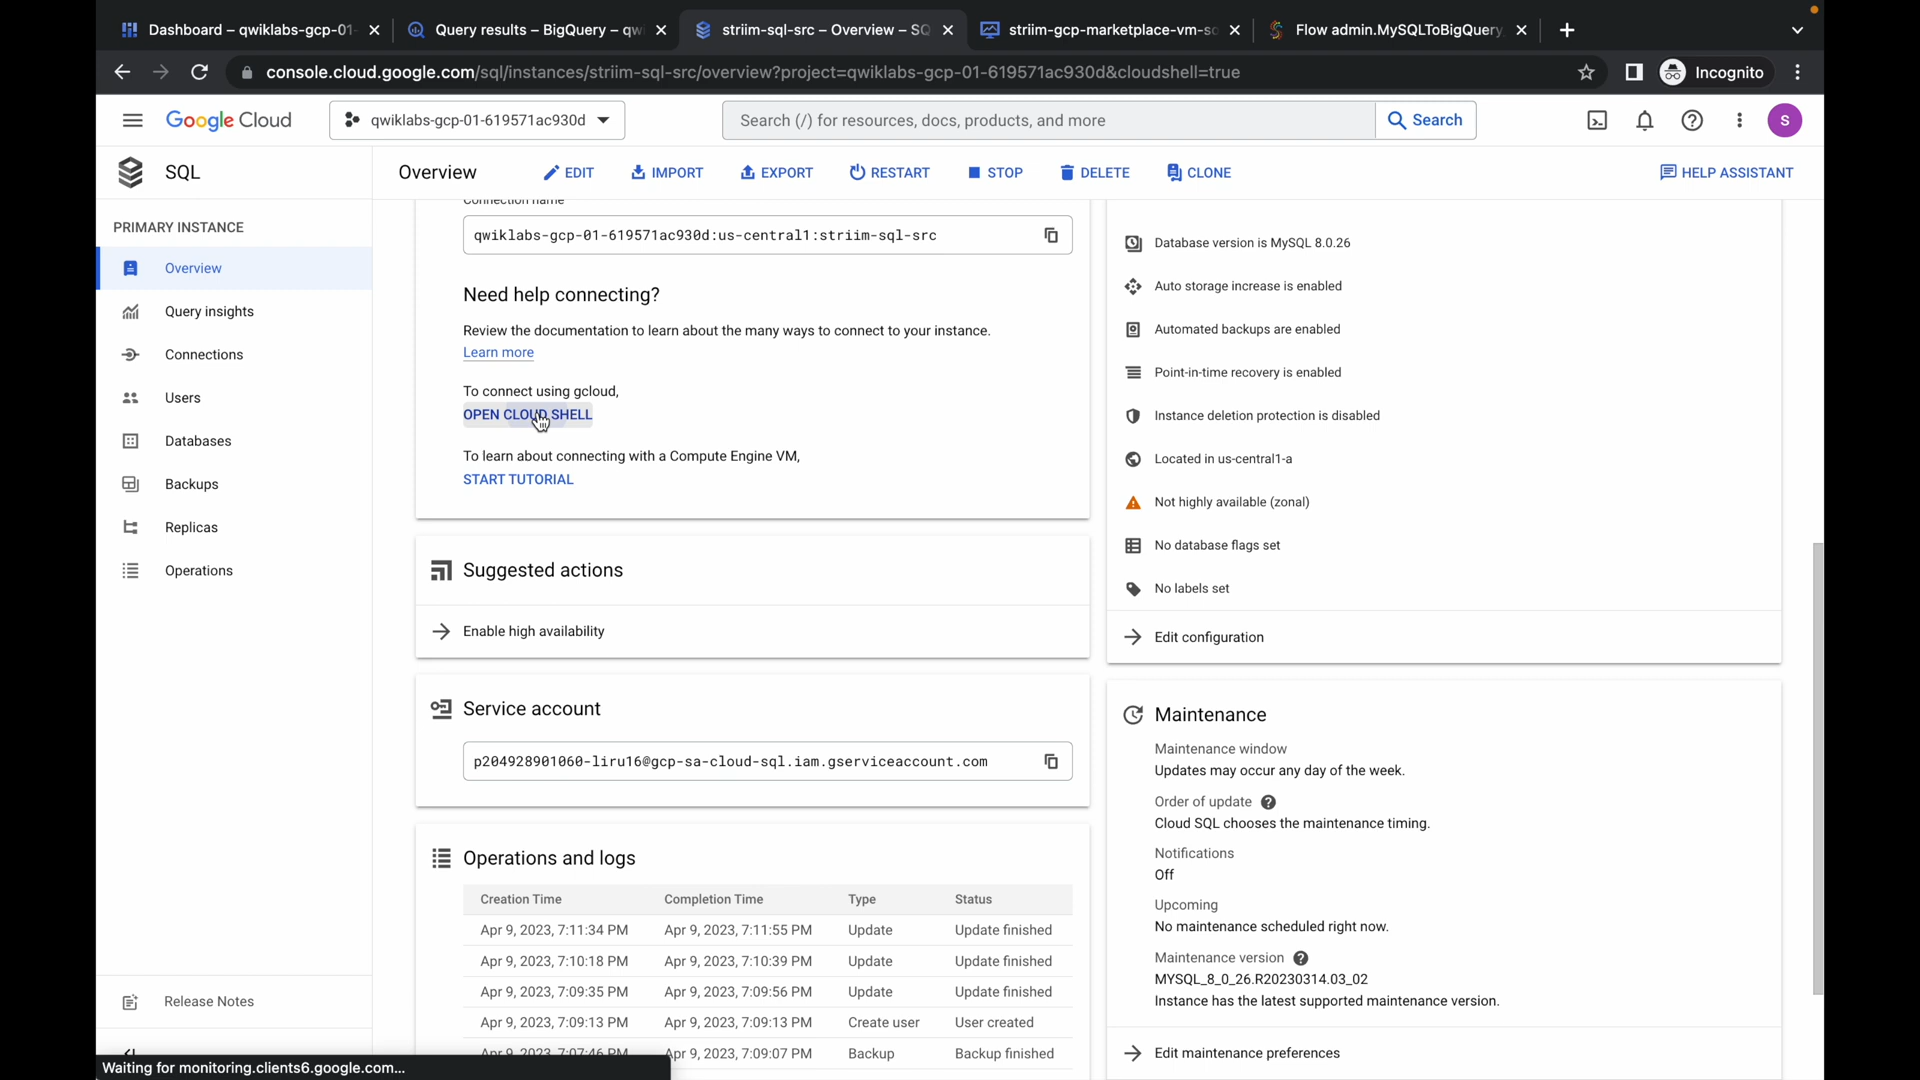 Dashboard – qwiklabs-gcp-01-
Query results – BigQuery – qw
striim-sql-src – Overview – SQ
striim-gcp-marketplace-vm-so
Flow admin.MySQLToBigQuery
console.cloud.google.com/sql/instances/striim-sql-src/overview?project=qwiklabs-gcp-01-619571ac930d&cloudshell=true
Incognito
Google Cloud
qwiklabs-gcp-01-619571ac930d
Search (/) for resources, docs, products, and more
Search
S
SQL
Overview
EDIT
IMPORT
EXPORT
RESTART
STOP
DELETE
CLONE
HELP ASSISTANT
PRIMARY INSTANCE
Overview
Query insights
Connections
Users
Databases
Backups
Replicas
Operations
Release Notes
Connection name
qwiklabs-gcp-01-619571ac930d:us-central1:striim-sql-src
Need help connecting?
Review the documentation to learn about the many ways to connect to your instance.
Learn more
To connect using gcloud,
OPEN CLOUD SHELL
To learn about connecting with a Compute Engine VM,
START TUTORIAL
Suggested actions
Enable high availability
Service account
p204928901060-liru16@gcp-sa-cloud-sql.iam.gserviceaccount.com
Operations and logs
Creation Time Completion Time Type Status
Apr 9, 2023, 7:11:34 PM Apr 9, 2023, 7:11:55 PM Update Update finished
Apr 9, 2023, 7:10:18 PM Apr 9, 2023, 7:10:39 PM Update Update finished
Apr 9, 2023, 7:09:35 PM Apr 9, 2023, 7:09:56 PM Update Update finished
Apr 9, 2023, 7:09:13 PM Apr 9, 2023, 7:09:13 PM Create user User created
Apr 9, 2023, 7:07:46 PM Apr 9, 2023, 7:09:07 PM Backup Backup finished
Database version is MySQL 8.0.26
Auto storage increase is enabled
Automated backups are enabled
Point-in-time recovery is enabled
Instance deletion protection is disabled
Located in us-central1-a
Not highly available (zonal)
No database flags set
No labels set
Edit configuration
Maintenance
Maintenance window
Updates may occur any day of the week.
Order of update
Cloud SQL chooses the maintenance timing.
Notifications
Off
Upcoming
No maintenance scheduled right now.
Maintenance version
MYSQL_8_0_26.R20230314.03_02
Instance has the latest supported maintenance version.
Edit maintenance preferences
Waiting for monitoring.clients6.google.com...